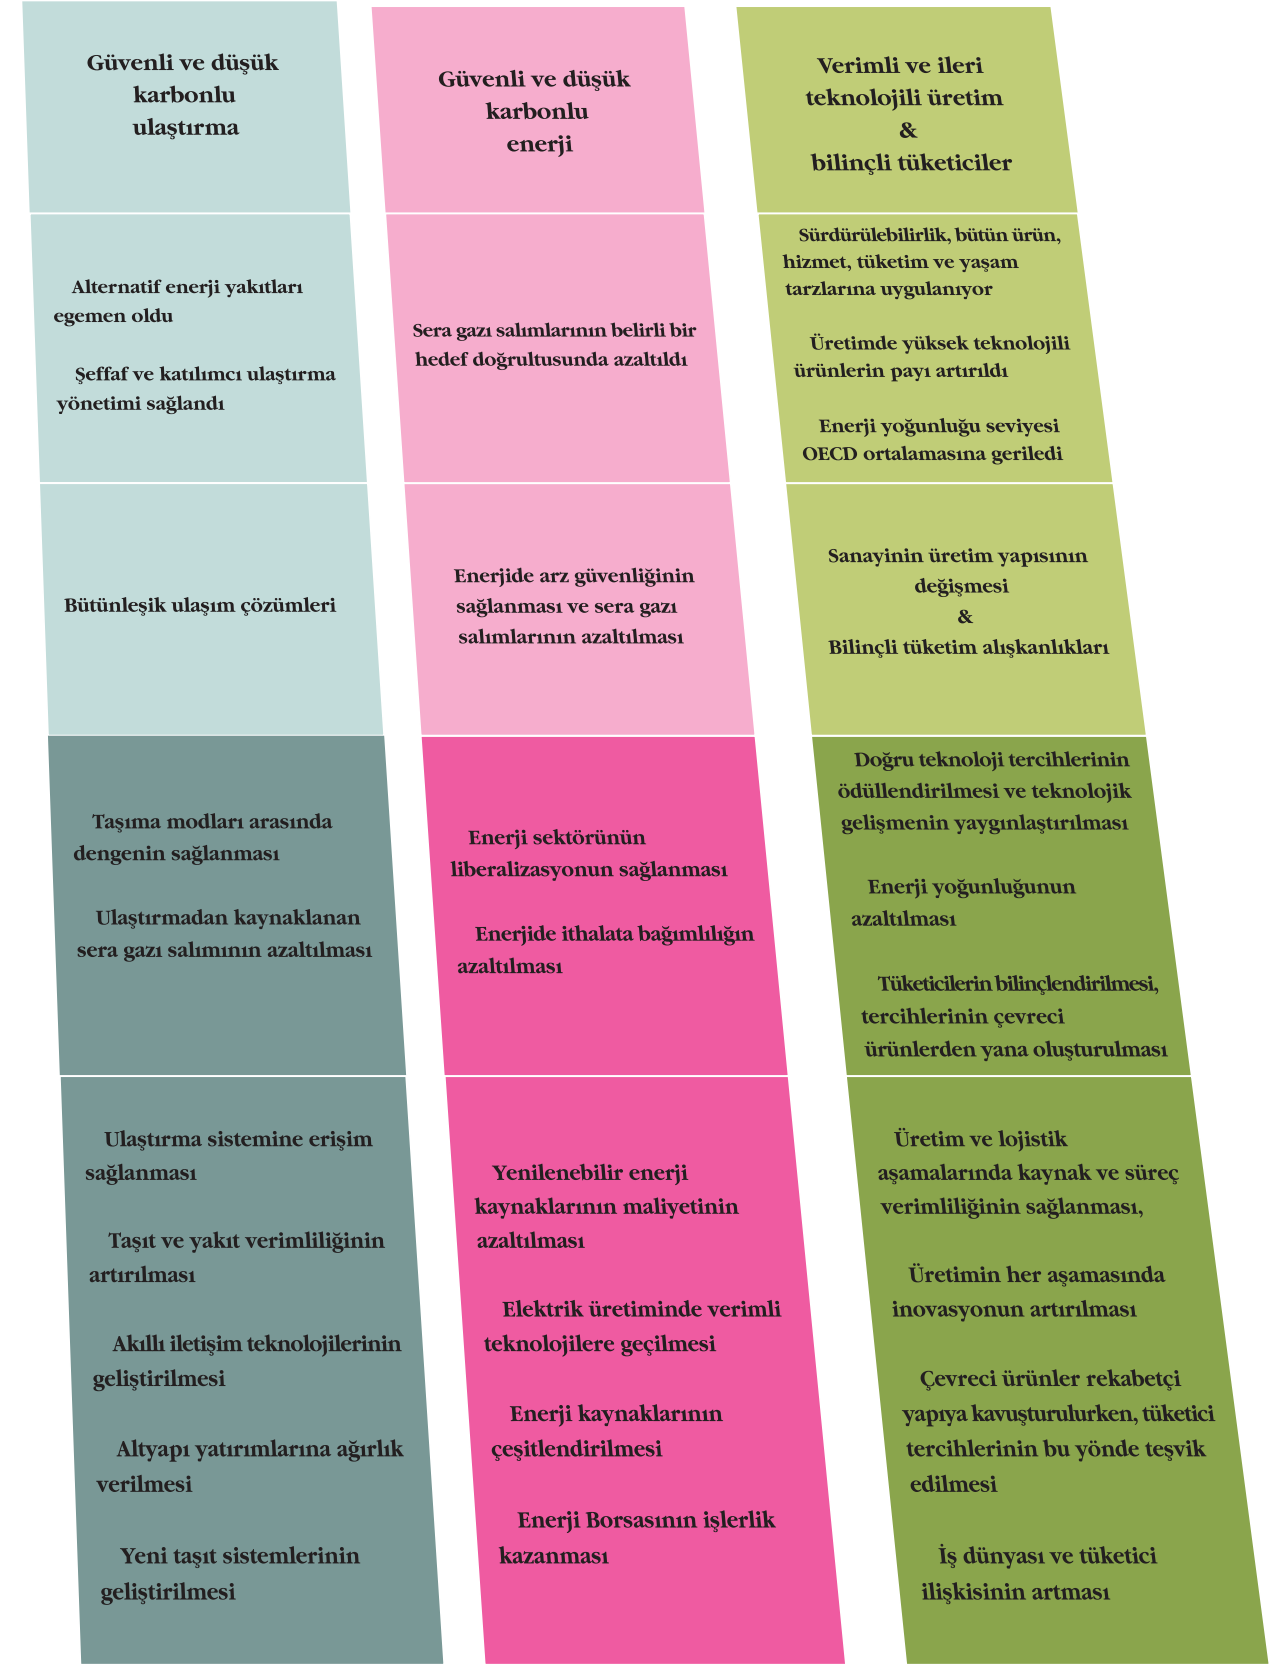 Güvenli ve düşük
karbonlu
ulaştırma
Alternatif enerji yakıtları
egemen oldu
Şeffaf ve katılımcı ulaştırma
yönetimi sağlandı
Bütünleşik ulaşım çözümleri
Taşıma modları arasında
dengenin sağlanması
Ulaştırmadan kaynaklanan
sera gazı salımının azaltılması
Ulaştırma sistemine erişim
sağlanması
Taşıt ve yakıt verimliliğinin
artırılması
Akıllı iletişim teknolojilerinin
geliştirilmesi
Altyapı yatırımlarına ağırlık
verilmesi
Yeni taşıt sistemlerinin
geliştirilmesi
Güvenli ve düşük
karbonlu
enerji
Sera gazı salımlarının belirli bir
hedef doğrultusunda azaltıldı
Enerjide arz güvenliğinin
sağlanması ve sera gazı
salımlarının azaltılması
Enerji sektörünün
liberalizasyonun sağlanması
Enerjide ithalata bağımlılığın
azaltılması
Yenilenebilir enerji
kaynaklarının maliyetinin
azaltılması
Elektrik üretiminde verimli
teknolojilere geçilmesi
Enerji kaynaklarının
çeşitlendirilmesi
Enerji Borsasının işlerlik
kazanması
Verimli ve ileri
teknolojili üretim
&
bilinçli tüketiciler
Sürdürülebilirlik, bütün ürün,
hizmet, tüketim ve yaşam
tarzlarına uygulanıyor
Üretimde yüksek teknolojili
ürünlerin payı artırıldı
Enerji yoğunluğu seviyesi
OECD ortalamasına geriledi
Sanayinin üretim yapısının
değişmesi
&
Bilinçli tüketim alışkanlıkları
Doğru teknoloji tercihlerinin
ödüllendirilmesi ve teknolojik
gelişmenin yaygınlaştırılması
Enerji yoğunluğunun
azaltılması
Tüketicilerin bilinçlendirilmesi,
tercihlerinin çevreci
ürünlerden yana oluşturulması
Üretim ve lojistik
aşamalarında kaynak ve süreç
verimliliğinin sağlanması,
Üretimin her aşamasında
inovasyonun artırılması
Çevreci ürünler rekabetçi
yapıya kavuşturulurken, tüketici
tercihlerinin bu yönde teşvik
edilmesi
İş dünyası ve tüketici
ilişkisinin artması